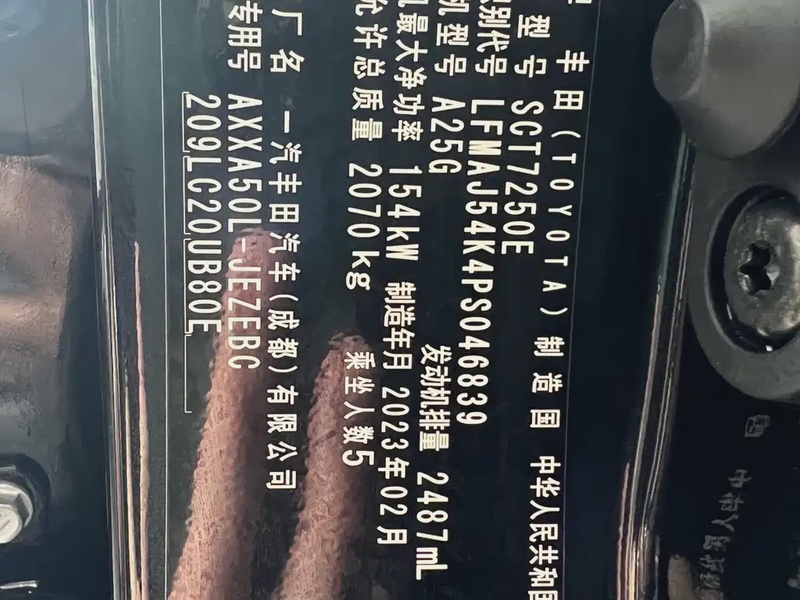 丰田(TOYOTA) 制造国 中华人民共和国
型号 SCT7250E
识别代号 LFMAJ54K4PS046839
机型号 A25G 发动机排量 2487mL
最大净功率 154kW 制造年月 2023年02月
允许总质量 2070kg 乘坐人数5
厂名 一汽丰田汽车(成都)有限公司
专用号 AXXA50L-JEZEBC
209LC20UB80E